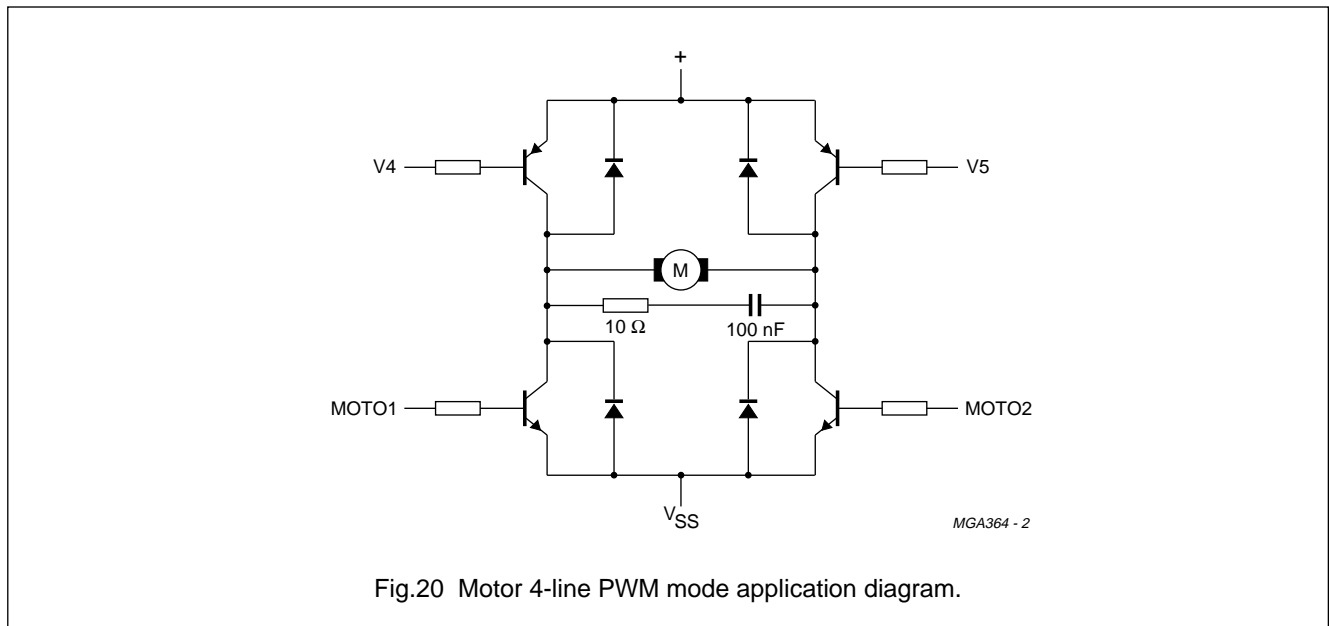 +
V4
V5
M
10 Ω
100 nF
MOTO1
MOTO2
VSS
MGA364 - 2
Fig.20 Motor 4-line PWM mode application diagram.